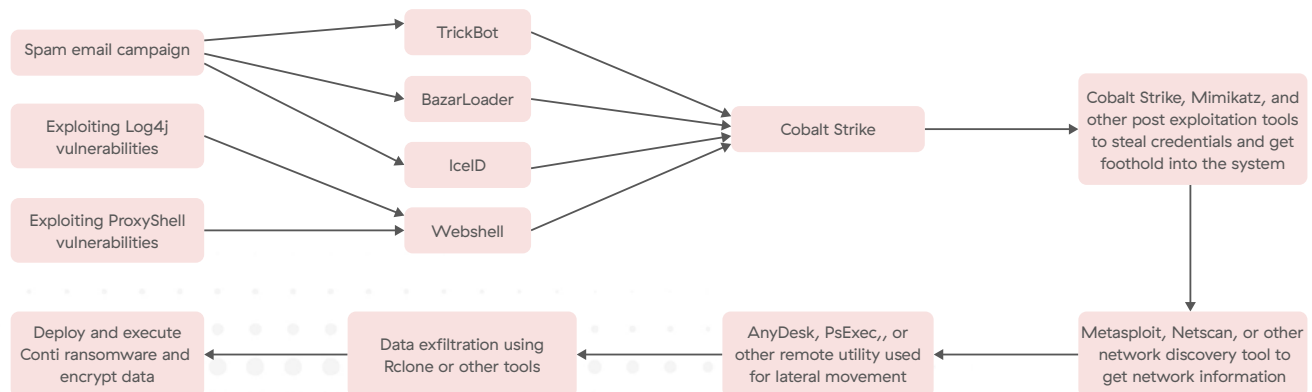 Spam email campaign
Exploiting Log4j
vulnerabilities
Exploiting ProxyShell
vulnerabilities
TrickBot
BazarLoader
IceID
Webshell
Cobalt Strike
Cobalt Strike, Mimikatz, and
other post exploitation tools
to steal credentials and get
foothold into the system
Metasploit, Netscan, or other
network discovery tool to
get network information
AnyDesk, PsExec,, or
other remote utility used
for lateral movement
Data exfiltration using
Rclone or other tools
Deploy and execute
Conti ransomware and
encrypt data